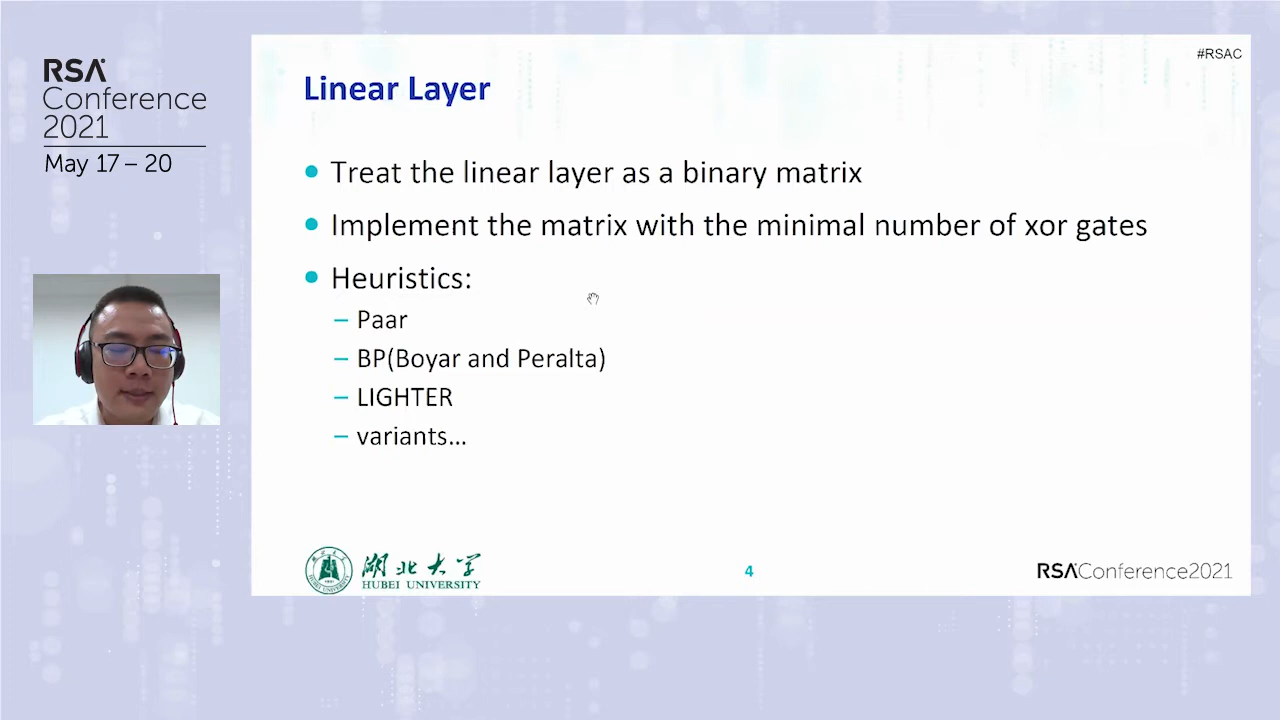 RSA
Conference
2021
May 17 – 20
#RSAC
Linear Layer
• Treat the linear layer as a binary matrix
• Implement the matrix with the minimal number of xor gates
• Heuristics:
– Paar
– BP(Boyar and Peralta)
– LIGHTER
– variants...
湖北大学
HUBEI UNIVERSITY
4
RSAConference2021